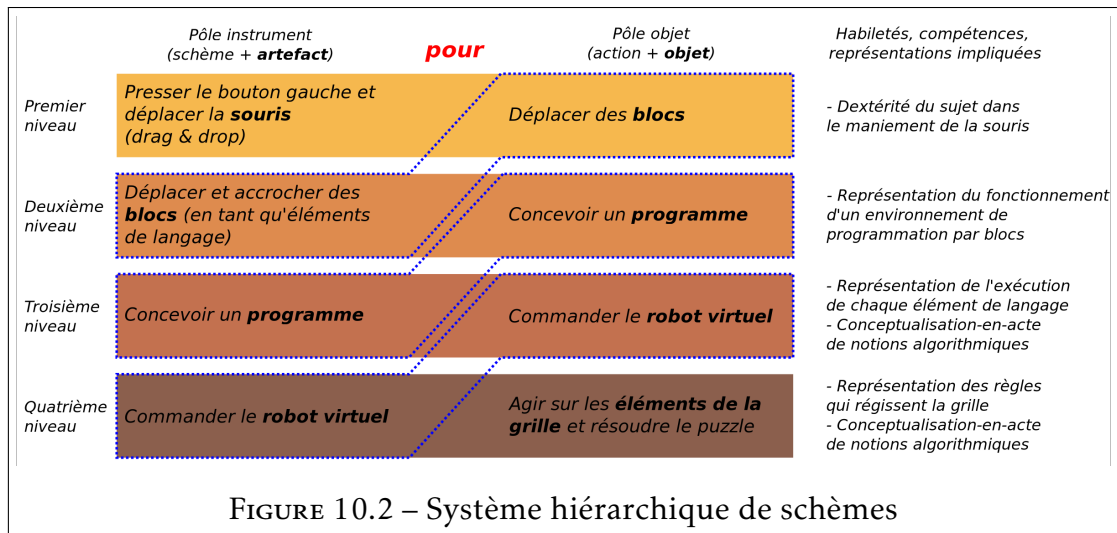 Pôle instrument
(schème + artefact)
pour
Pôle objet
(action + objet)
Habiletés, compétences,
représentations impliquées
Premier
niveau
Presser le bouton gauche et
déplacer la souris
(drag & drop)
Déplacer des blocs
- Dextérité du sujet dans
le maniement de la souris
Deuxième
niveau
Déplacer et accrocher des
blocs (en tant qu'éléments
de langage)
Concevoir un programme
- Représentation du fonctionnement
d'un environnement de
programmation par blocs
Troisième
niveau
Concevoir un programme
Commander le robot virtuel
- Représentation de l'exécution
de chaque élément de langage
- Conceptualisation-en-acte
de notions algorithmiques
Quatrième
niveau
Commander le robot virtuel
Agir sur les éléments de la
grille et résoudre le puzzle
- Représentation des règles
qui régissent la grille
- Conceptualisation-en-acte
de notions algorithmiques
FIGURE 10.2 – Système hiérarchique de schèmes